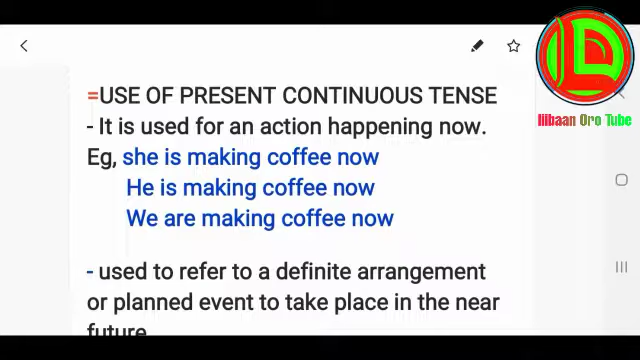 =USE OF PRESENT CONTINUOUS TENSE
- It is used for an action happening now.
Eg, she is making coffee now
He is making coffee now
We are making coffee now
- used to refer to a definite arrangement
or planned event to take place in the near
future
Ilibaan Oro Tube